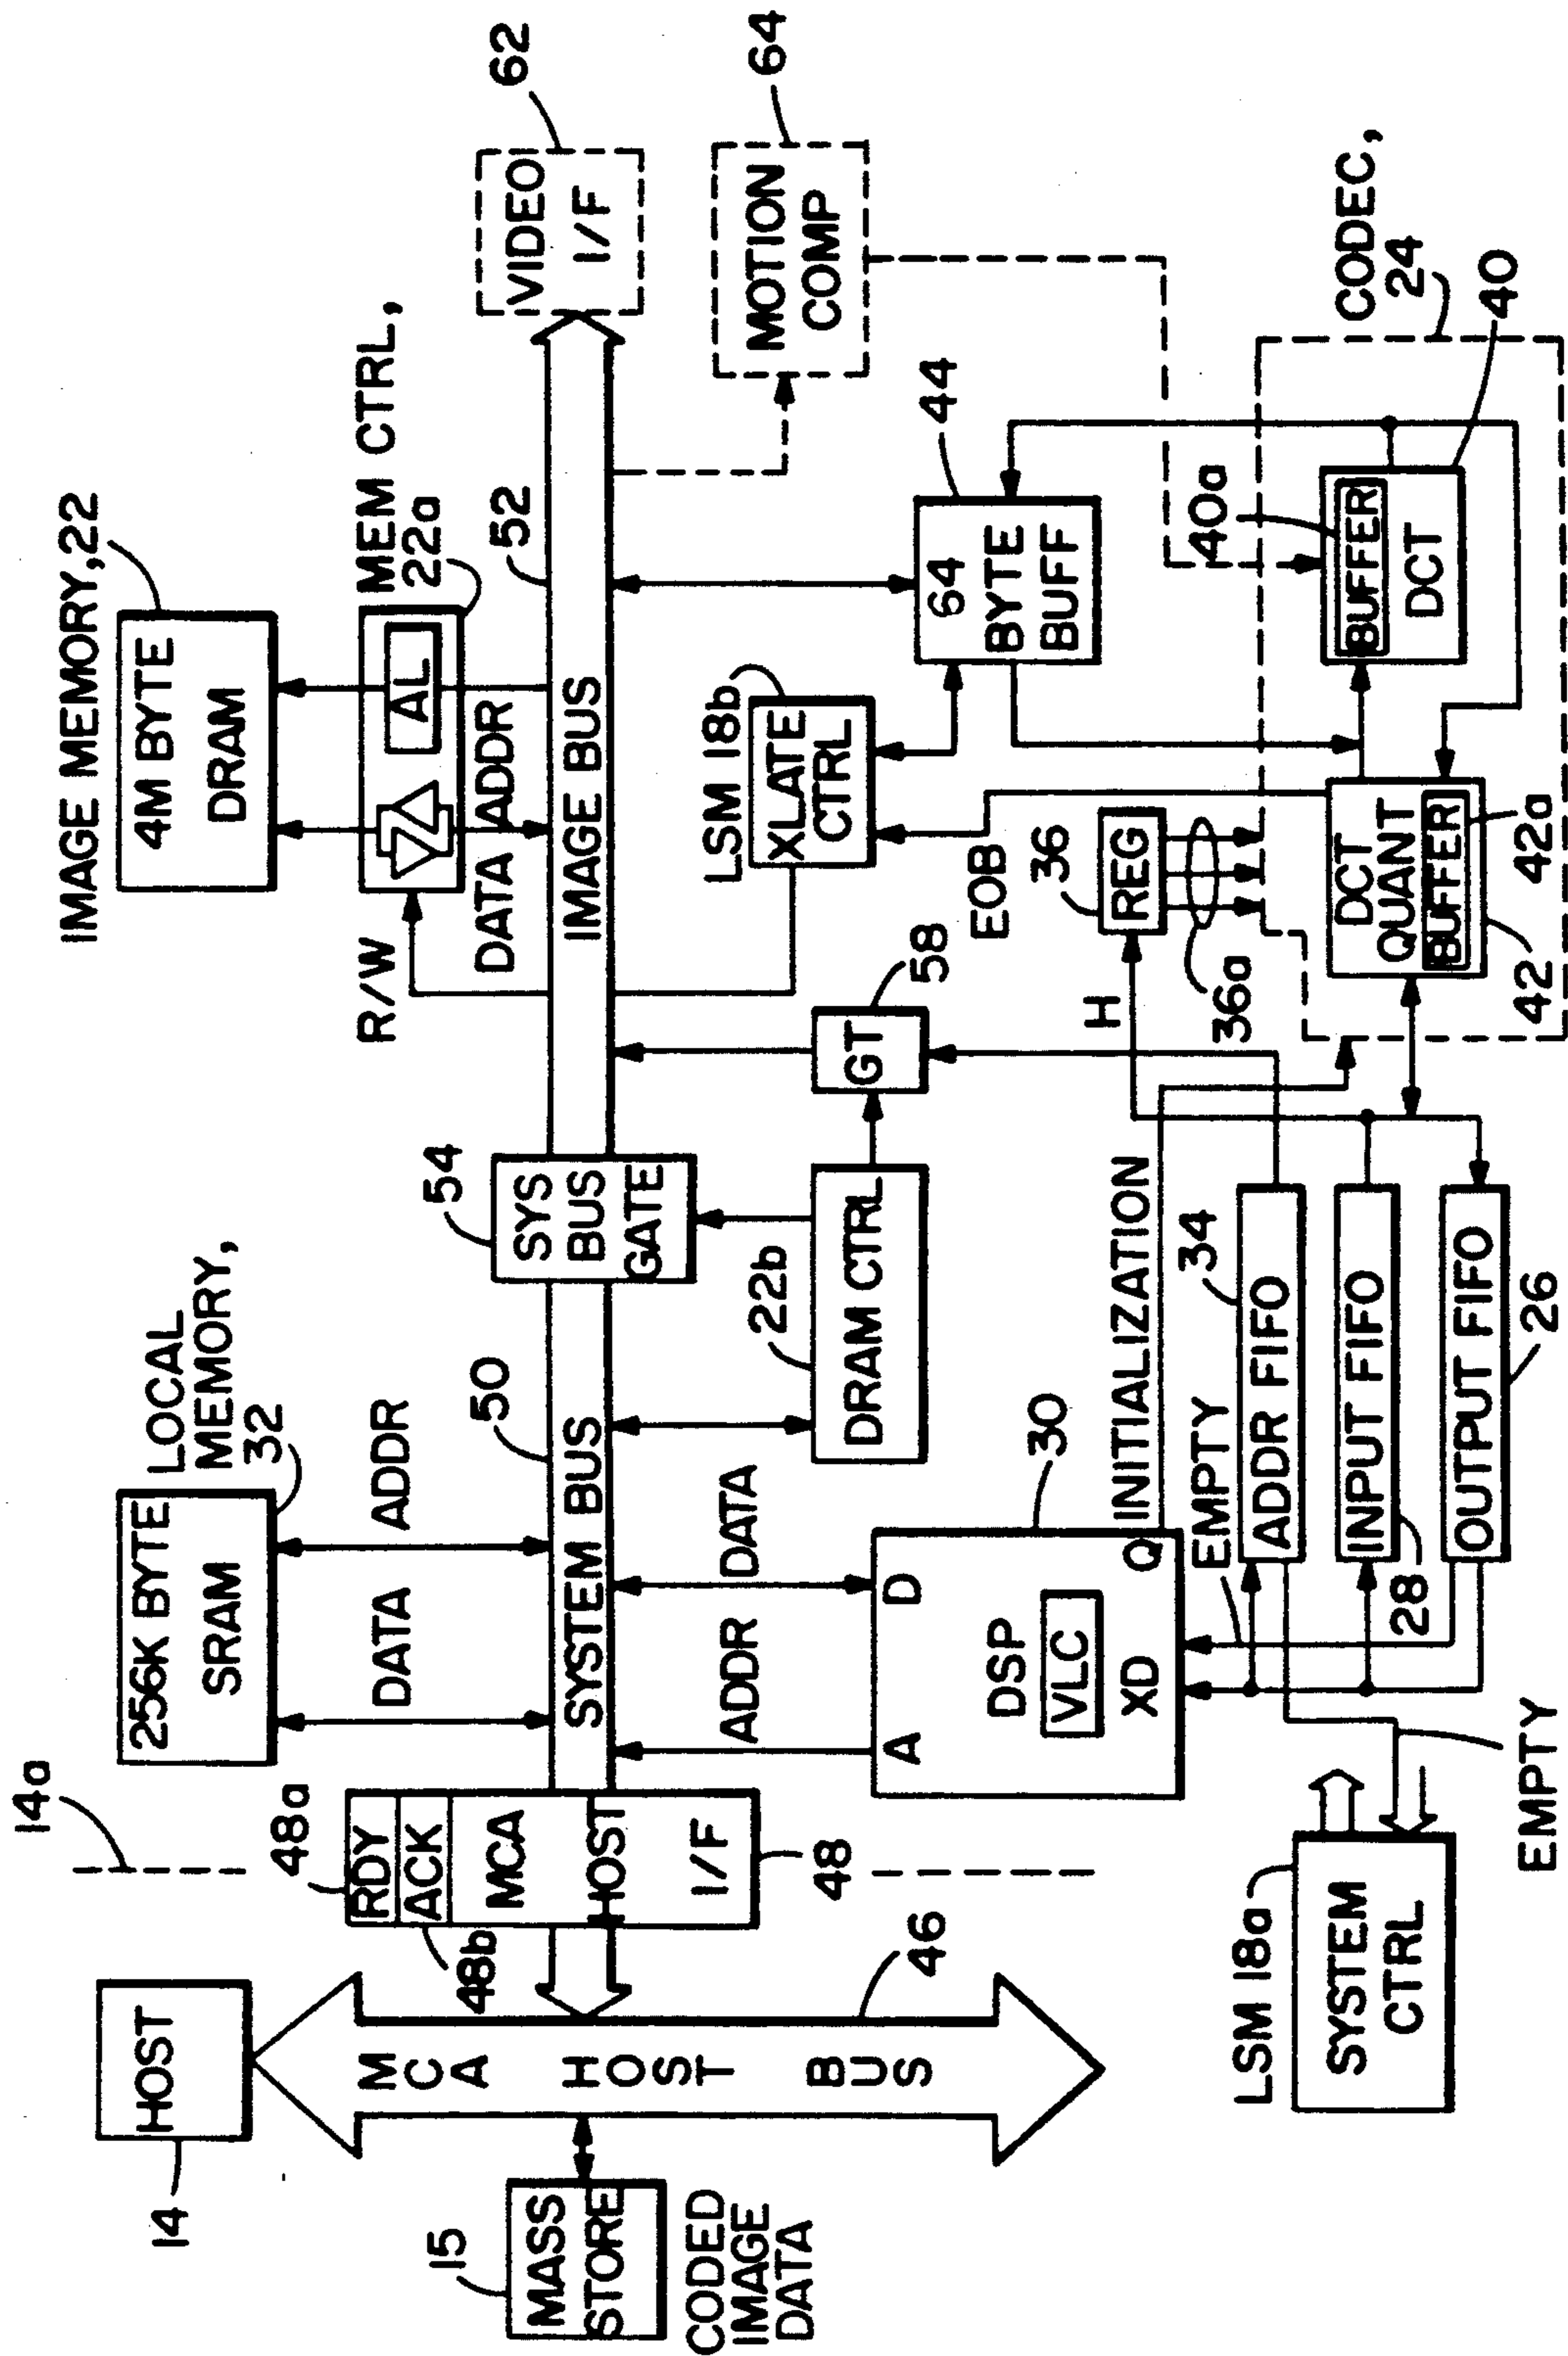 14
HOST
15
MASS
STORE
CODED
IMAGE
DATA
MCA HOST BUS
46
14a
48a
RDY
ACK
MCA
HOST
I/F
48b
48
LOCAL
MEMORY,
32
256K BYTE
SRAM
DATA
ADDR
SYSTEM BUS
50
ADDR
DATA
A
D
DSP
VLC
XD
Q
30
INITIALIZATION
LSM 18a
SYSTEM
CTRL
EMPTY
EMPTY
34
ADDR FIFO
INPUT FIFO
28
OUTPUT FIFO
26
54
SYS
BUS
GATE
22b
DRAM CTRL
GT
58
IMAGE MEMORY, 22
4M BYTE
DRAM
MEM CTRL,
22a
AL
R/W
DATA
ADDR
IMAGE BUS
52
VIDEO
I/F
62
MOTION
COMP
64
LSM 18b
XLATE
CTRL
44
64
BYTE
BUFF
EOB
H
36
REG
36a
CODEC,
24
40
40a
BUFFER
DCT
DCT
QUANT
BUFFER
42
42a